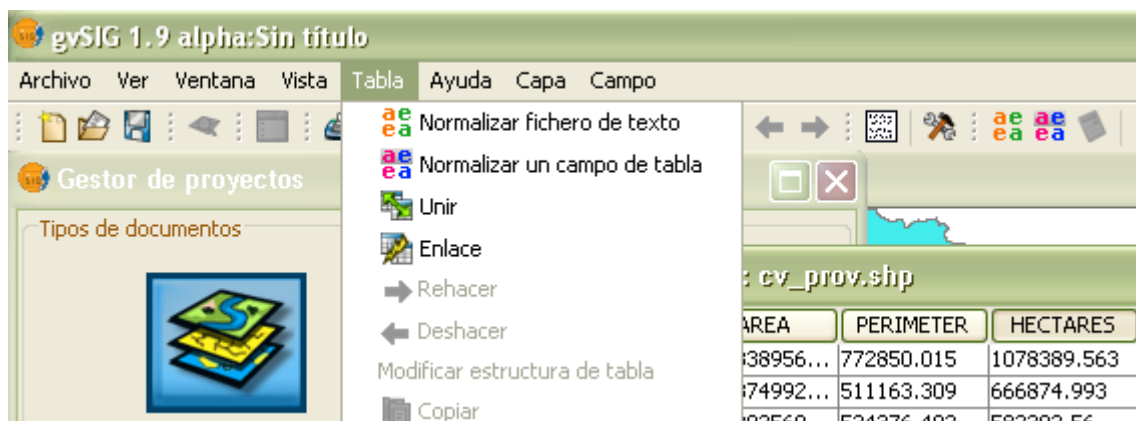 gvSIG 1.9 alpha:Sin título
Archivo Ver Ventana Vista Tabla Ayuda Capa Campo
Normalizar fichero de texto
Normalizar un campo de tabla
Unir
Enlace
Rehacer
Deshacer
Modificar estructura de tabla
Copiar
Gestor de proyectos
Tipos de documentos
: cv_prov.shp
AREA PERIMETER HECTARES
338956... 772850.015 1078389.563
374992... 511163.309 666874.993